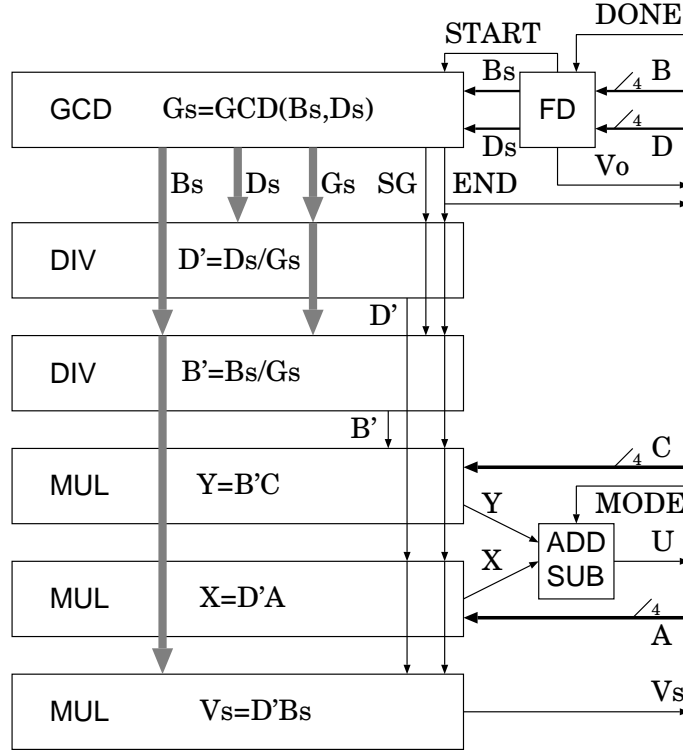 DONE
START
Bs
4
B
GCD
Gs=GCD(Bs,Ds)
FD
4
Ds
D
Vo
Bs
Ds
Gs
SG
END
DIV
D'=Ds/Gs
D'
DIV
B'=Bs/Gs
B'
C
4
MUL
Y=B'C
Y
MODE
ADD
SUB
U
X
MUL
X=D'A
4
A
MUL
Vs=D'Bs
Vs